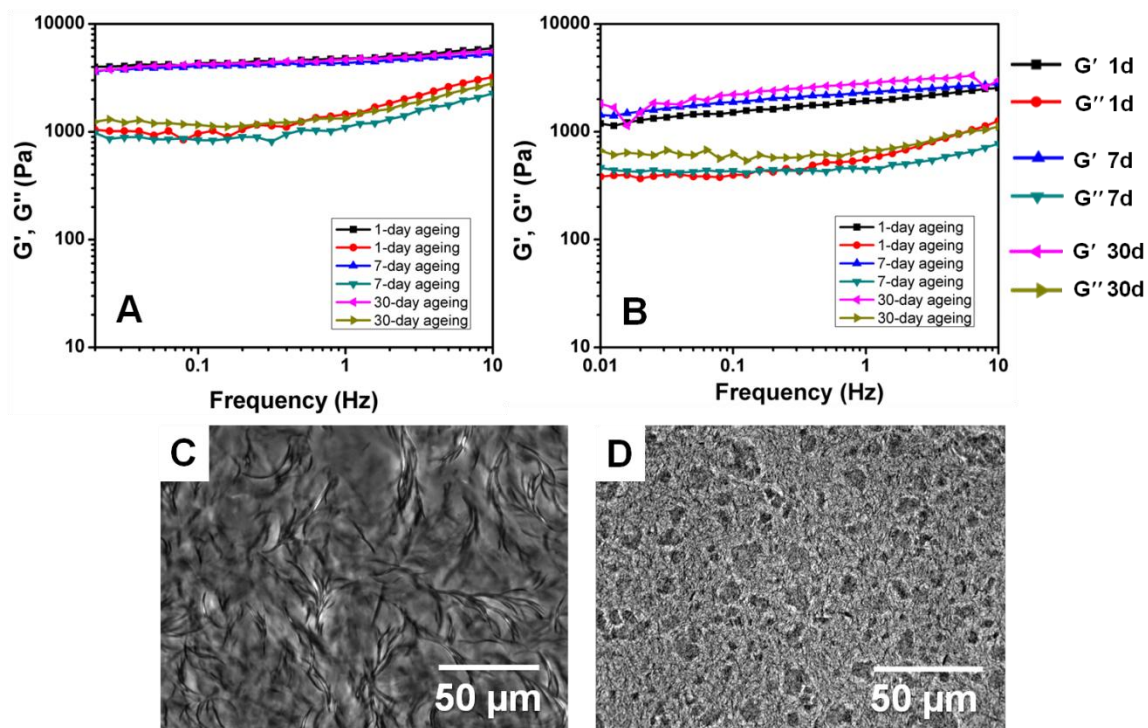 10000
1000
100
10
G', G'' (Pa)
0.1
1
10
Frequency (Hz)
1-day ageing
1-day ageing
7-day ageing
7-day ageing
30-day ageing
30-day ageing
A
10000
1000
100
10
G', G'' (Pa)
0.01
0.1
1
10
Frequency (Hz)
1-day ageing
1-day ageing
7-day ageing
7-day ageing
30-day ageing
30-day ageing
B
G′ 1d
G′′ 1d
G′ 7d
G′′ 7d
G′ 30d
G′′ 30d
C
50 µm
D
50 µm